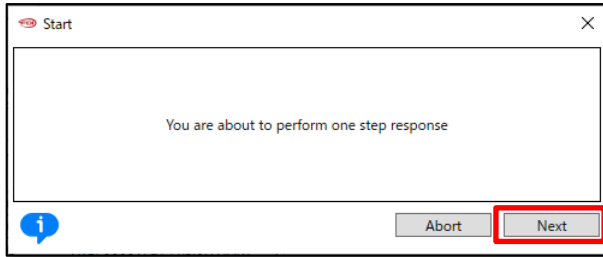 Start
You are about to perform one step response
Abort
Next